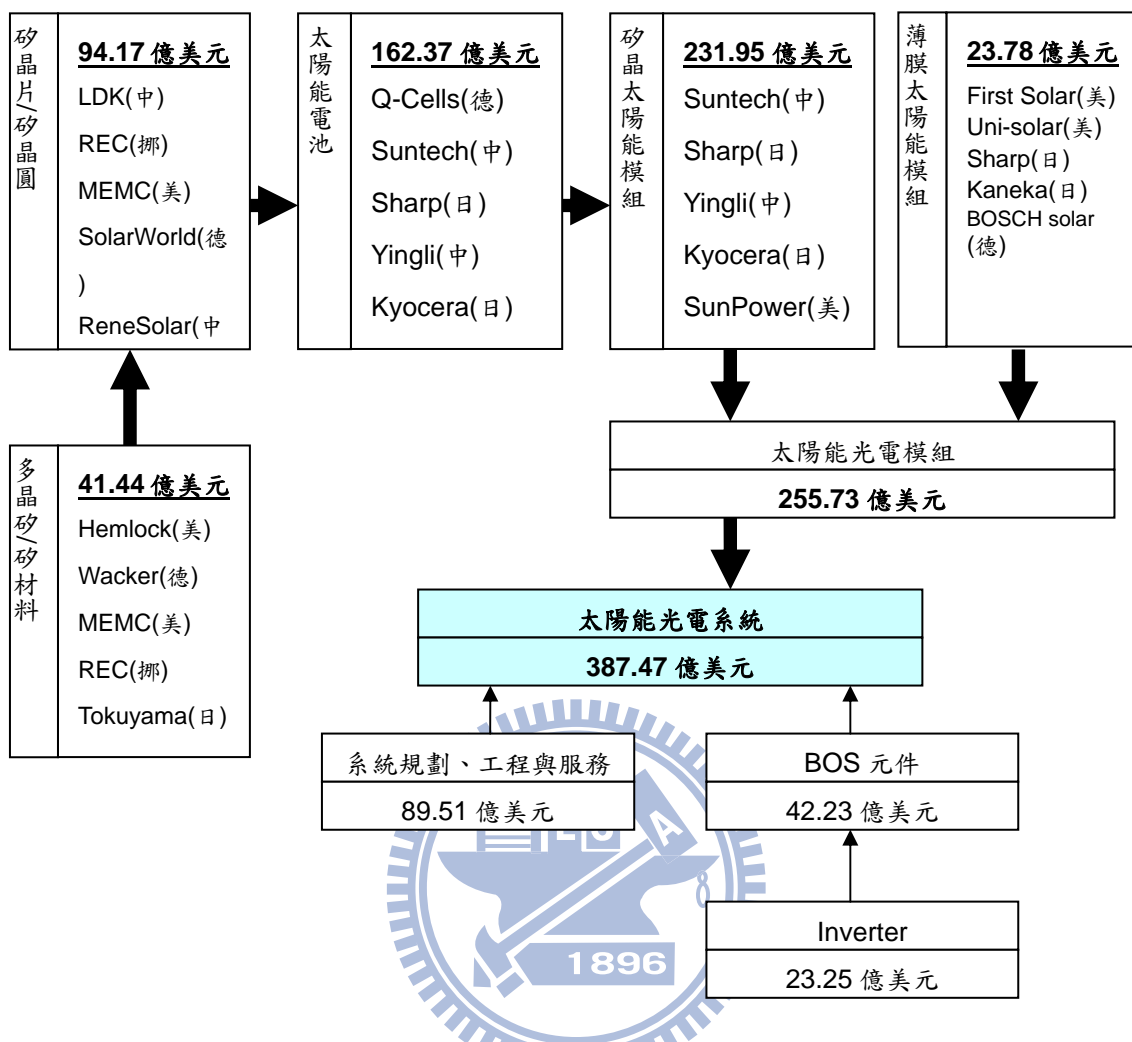 矽晶片/矽晶圓
94.17 億美元
LDK(中)
REC(挪)
MEMC(美)
SolarWorld(德
)
ReneSolar(中
太陽能電池
162.37 億美元
Q-Cells(德)
Suntech(中)
Sharp(日)
Yingli(中)
Kyocera(日)
矽晶太陽能模組
231.95 億美元
Suntech(中)
Sharp(日)
Yingli(中)
Kyocera(日)
SunPower(美)
薄膜太陽能模組
23.78 億美元
First Solar(美)
Uni-solar(美)
Sharp(日)
Kaneka(日)
BOSCH solar
(德)
多晶矽/矽材料
41.44 億美元
Hemlock(美)
Wacker(德)
MEMC(美)
REC(挪)
Tokuyama(日)
太陽能光電模組
255.73 億美元
太陽能光電系統
387.47 億美元
系統規劃、工程與服務
89.51 億美元
BOS 元件
42.23 億美元
Inverter
23.25 億美元
1896